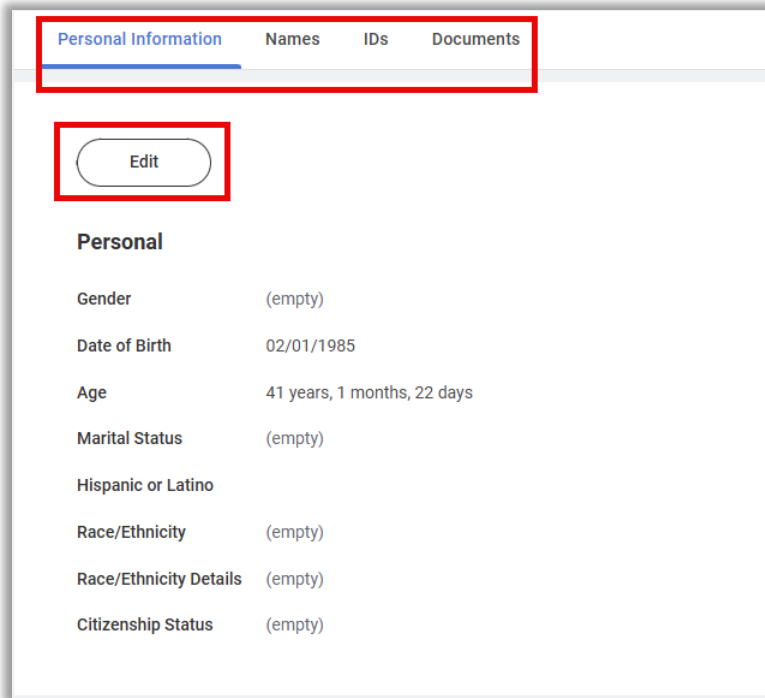 Personal Information Names IDs Documents
Edit
Personal
Gender (empty)
Date of Birth 02/01/1985
Age 41 years, 1 months, 22 days
Marital Status (empty)
Hispanic or Latino
Race/Ethnicity (empty)
Race/Ethnicity Details (empty)
Citizenship Status (empty)